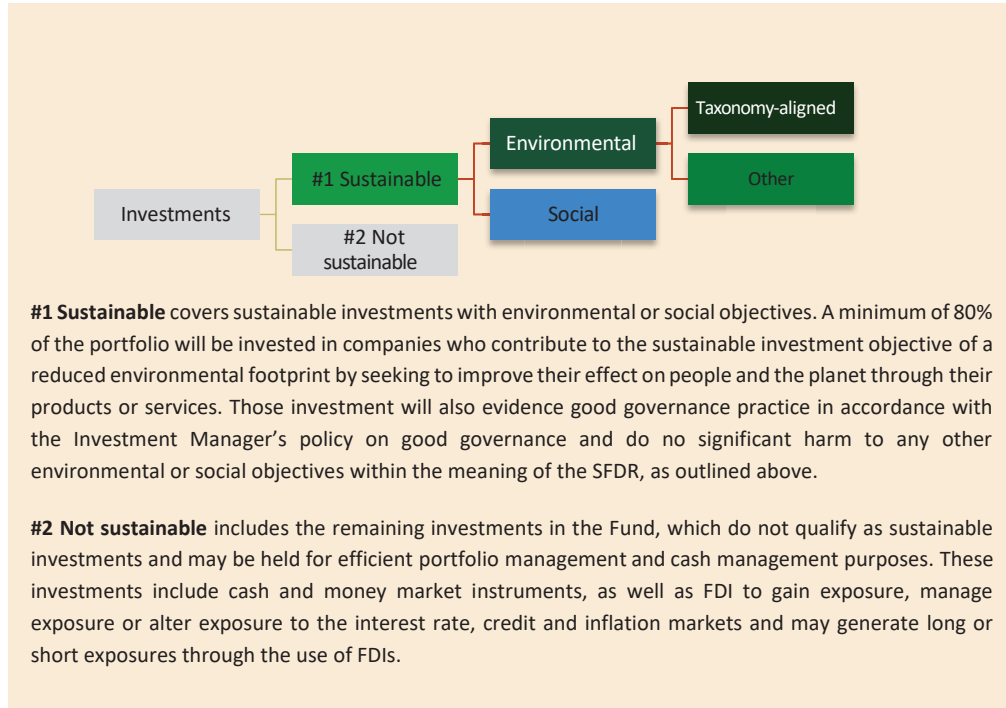 Taxonomy-aligned
Environmental
#1 Sustainable
Other
Investments
Social
#2 Not
sustainable
#1 Sustainable covers sustainable investments with environmental or social objectives. A minimum of 80%
of the portfolio will be invested in companies who contribute to the sustainable investment objective of a
reduced environmental footprint by seeking to improve their effect on people and the planet through their
products or services. Those investment will also evidence good governance practice in accordance with
the Investment Manager’s policy on good governance and do no significant harm to any other
environmental or social objectives within the meaning of the SFDR, as outlined above.
#2 Not sustainable includes the remaining investments in the Fund, which do not qualify as sustainable
investments and may be held for efficient portfolio management and cash management purposes. These
investments include cash and money market instruments, as well as FDI to gain exposure, manage
exposure or alter exposure to the interest rate, credit and inflation markets and may generate long or
short exposures through the use of FDIs.